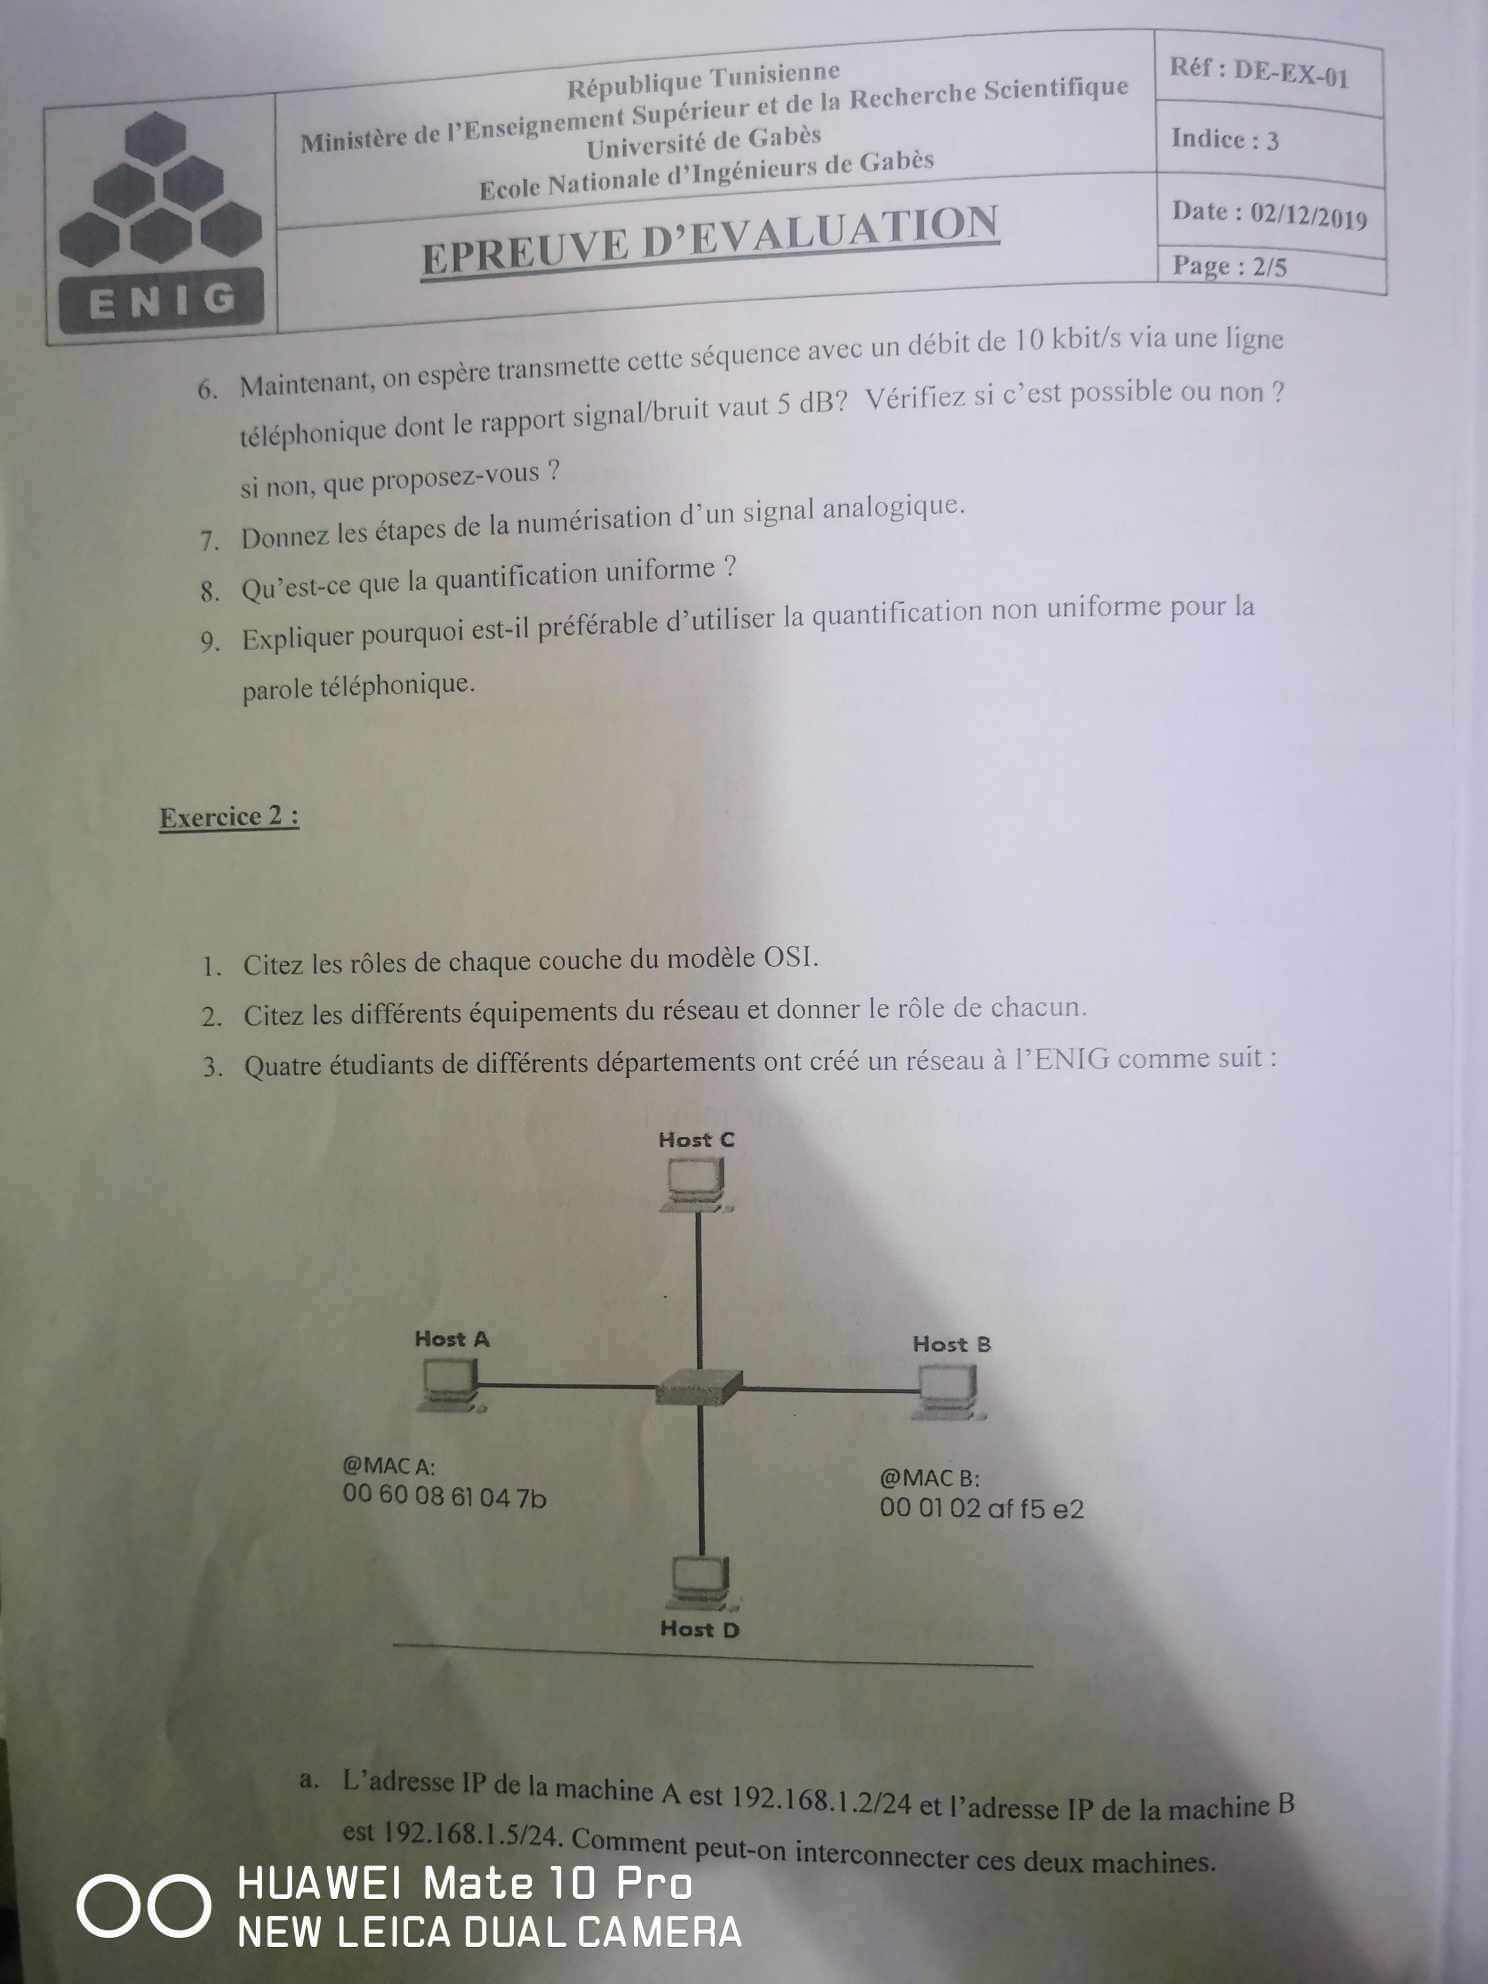 République Tunisienne
Ministère de l'Enseignement Supérieur et de la Recherche Scientifique
Université de Gabès
Ecole Nationale d'Ingénieurs de Gabès
EPREUVE D'EVALUATION
Réf : DE-EX-01
Indice : 3
Date : 02/12/2019
Page : 2/5
ENIG
6. Maintenant, on espère transmette cette séquence avec un débit de 10 kbit/s via une ligne
téléphonique dont le rapport signal/bruit vaut 5 dB? Vérifiez si c'est possible ou non ?
si non, que proposez-vous ?
7. Donnez les étapes de la numérisation d'un signal analogique.
8. Qu'est-ce que la quantification uniforme ?
9. Expliquer pourquoi est-il préférable d'utiliser la quantification non uniforme pour la
parole téléphonique.
Exercice 2 :
1. Citez les rôles de chaque couche du modèle OSI.
2. Citez les différents équipements du réseau et donner le rôle de chacun.
3. Quatre étudiants de différents départements ont créé un réseau à l'ENIG comme suit :
Host C
Host A
Host B
@MAC A:
00 60 08 61 04 7b
@MAC B:
00 01 02 af f5 e2
Host D
a. L'adresse IP de la machine A est 192.168.1.2/24 et l'adresse IP de la machine B
est 192.168.1.5/24. Comment peut-on interconnecter ces deux machines.
HUAWEI Mate 10 Pro
NEW LEICA DUAL CAMERA